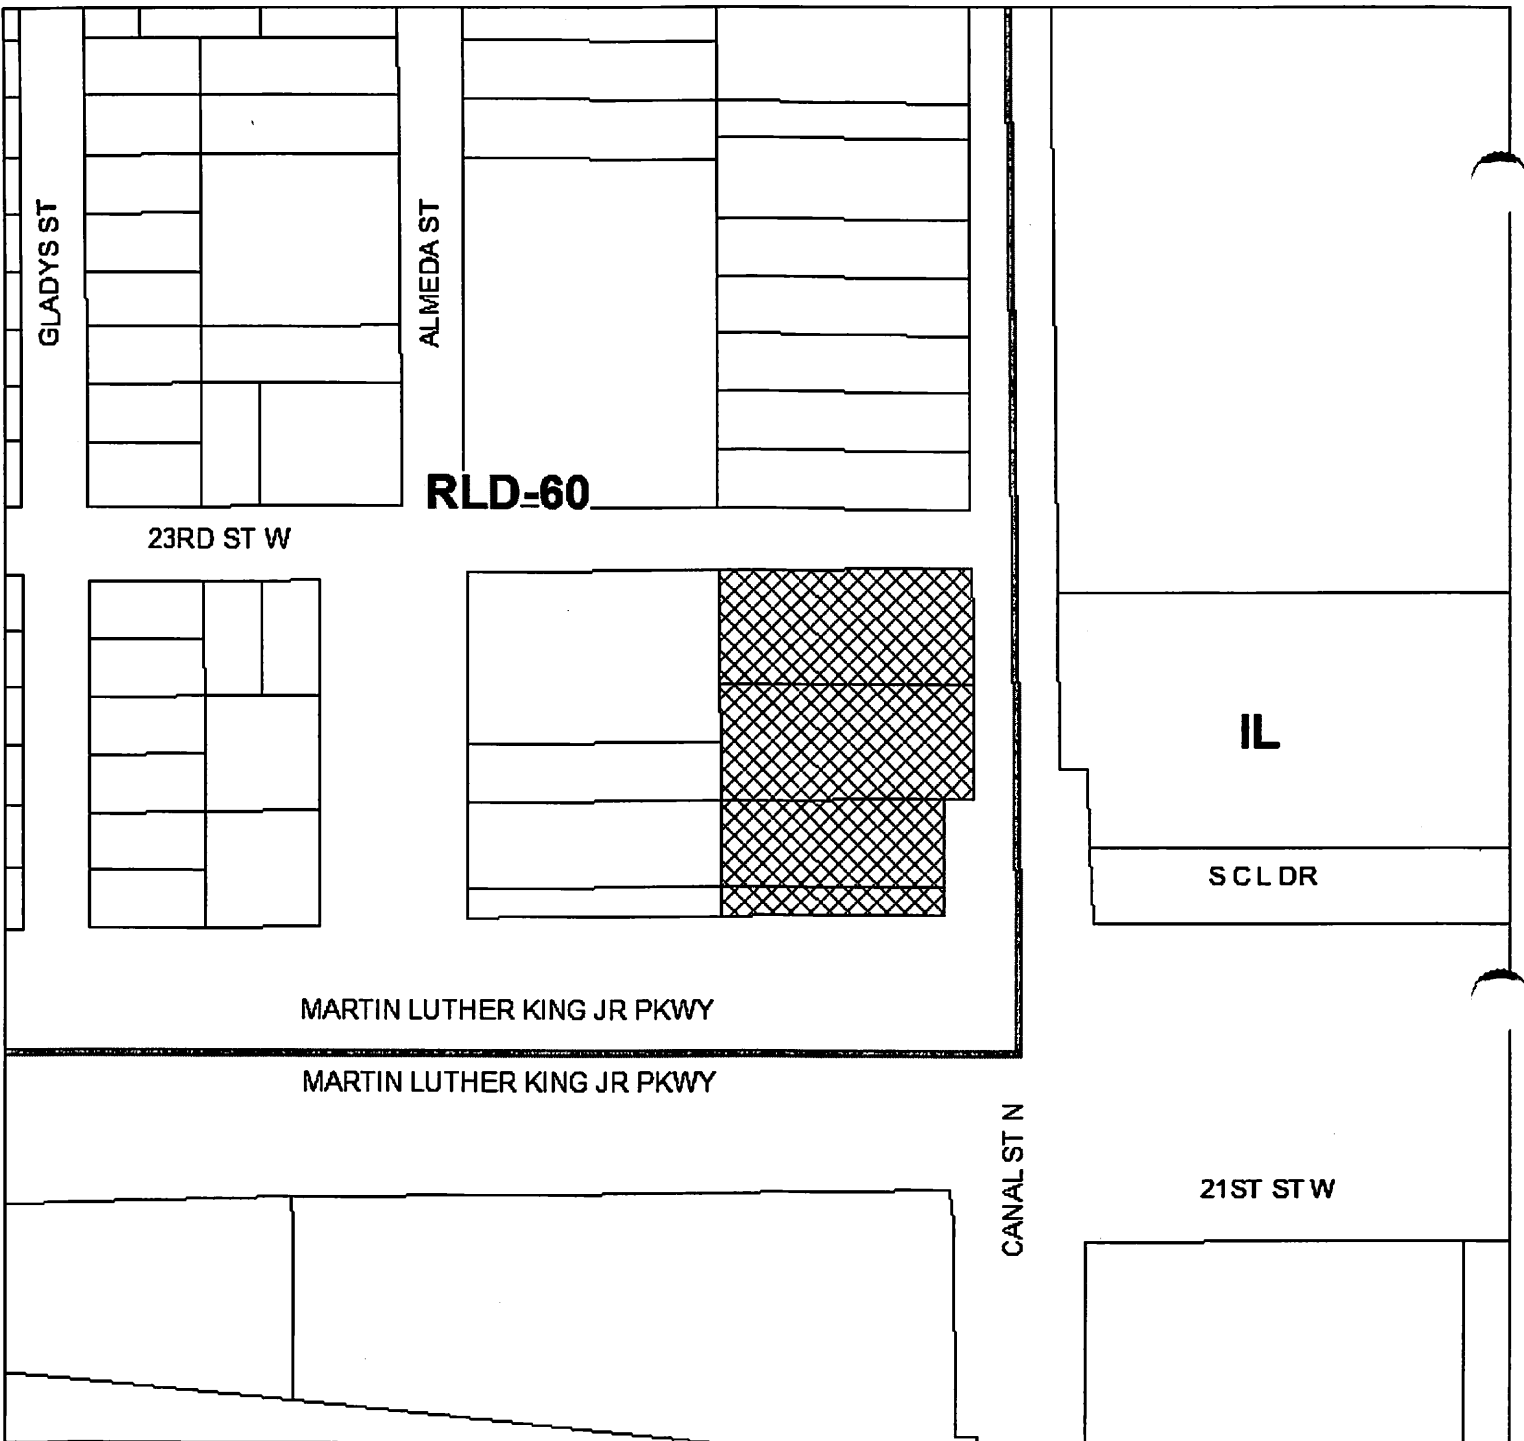 GLADYS ST
ALMEDA ST
RLD-60
23RD ST W
IL
S C L DR
MARTIN LUTHER KING JR PKWY
MARTIN LUTHER KING JR PKWY
CANAL ST N
21ST ST W